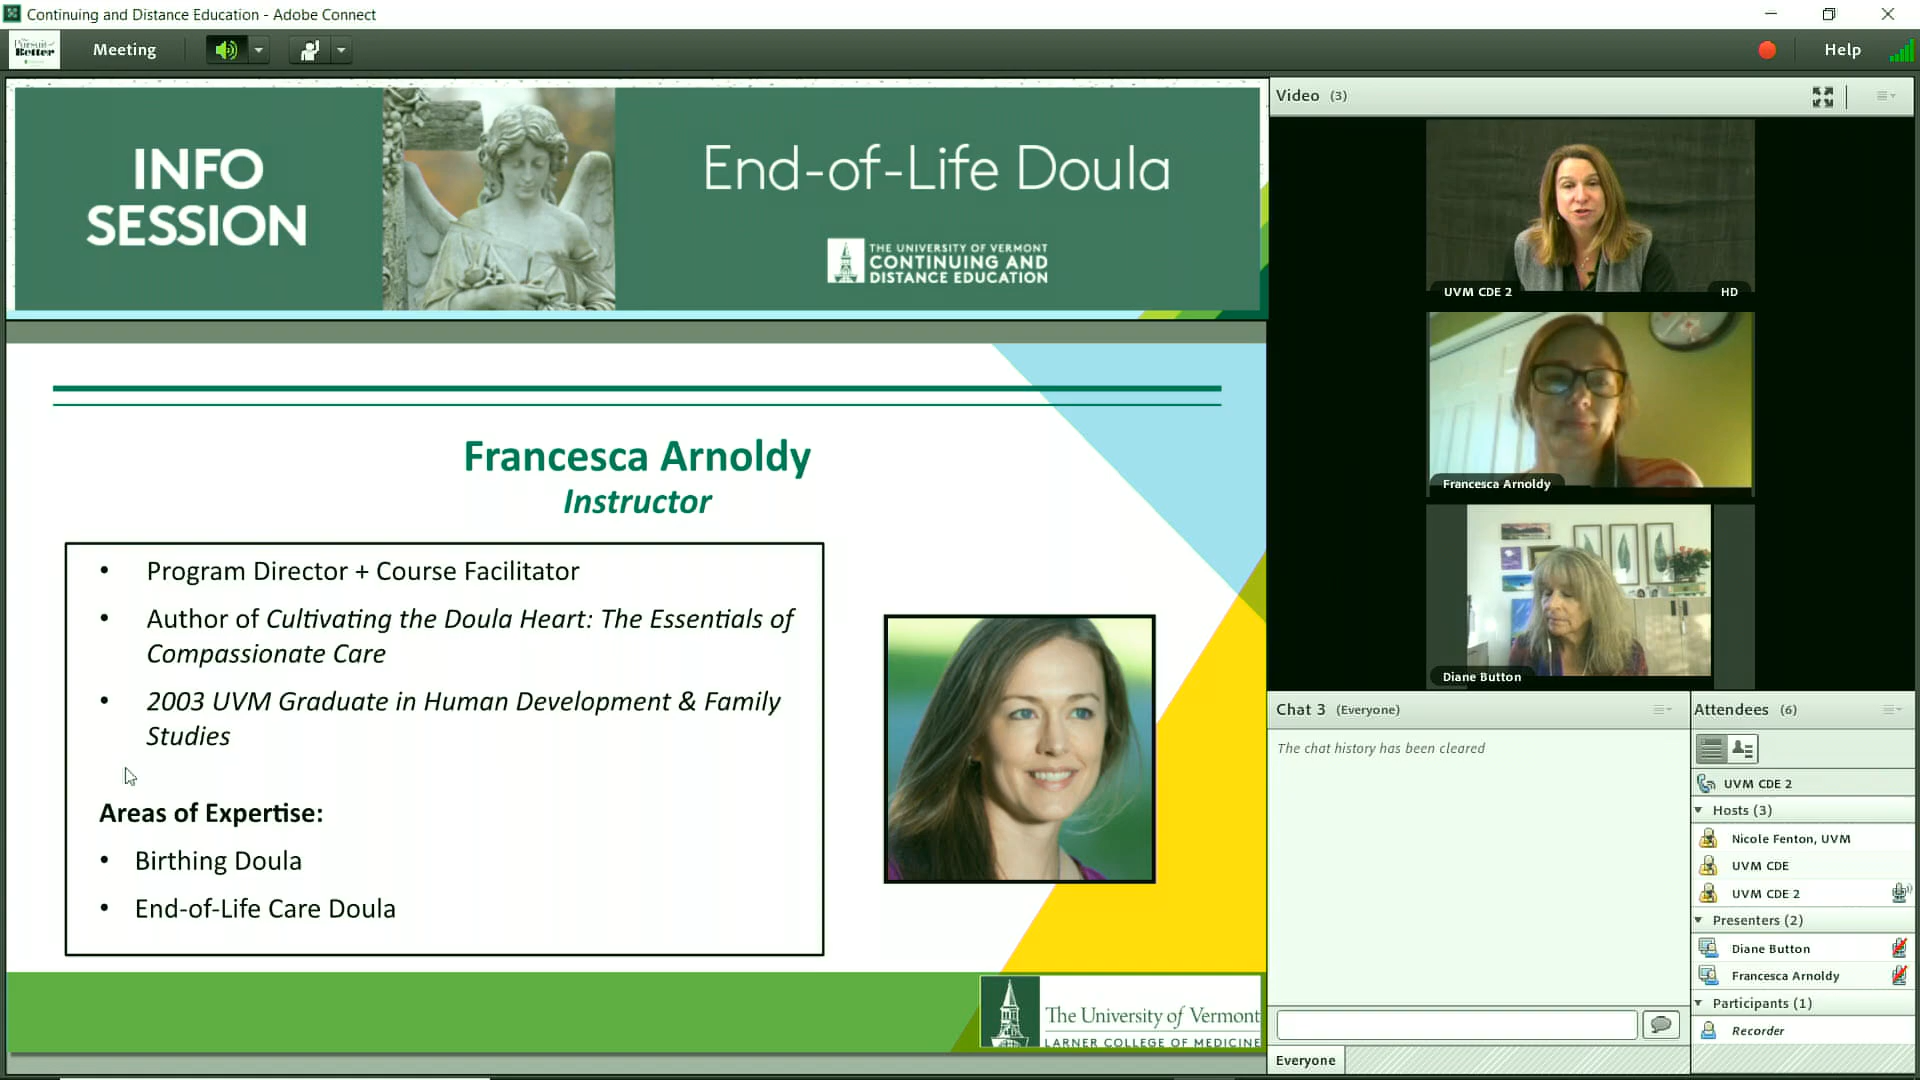 Continuing and Distance Education - Adobe Connect
Pursuit of
Better
Meeting
Help
INFO
SESSION
End-of-Life Doula
THE UNIVERSITY OF VERMONT
CONTINUING AND
DISTANCE EDUCATION
Francesca Arnoldy
Instructor
• Program Director + Course Facilitator
• Author of Cultivating the Doula Heart: The Essentials of
Compassionate Care
• 2003 UVM Graduate in Human Development & Family
Studies
Areas of Expertise:
• Birthing Doula
• End-of-Life Care Doula
The University of Vermont
LARNER COLLEGE OF MEDICINE
Video (3)
UVM CDE 2
HD
Francesca Arnoldy
Diane Button
Chat 3 (Everyone)
The chat history has been cleared
Everyone
Attendees (6)
UVM CDE 2
Hosts (3)
Nicole Fenton, UVM
UVM CDE
UVM CDE 2
Presenters (2)
Diane Button
Francesca Arnoldy
Participants (1)
Recorder